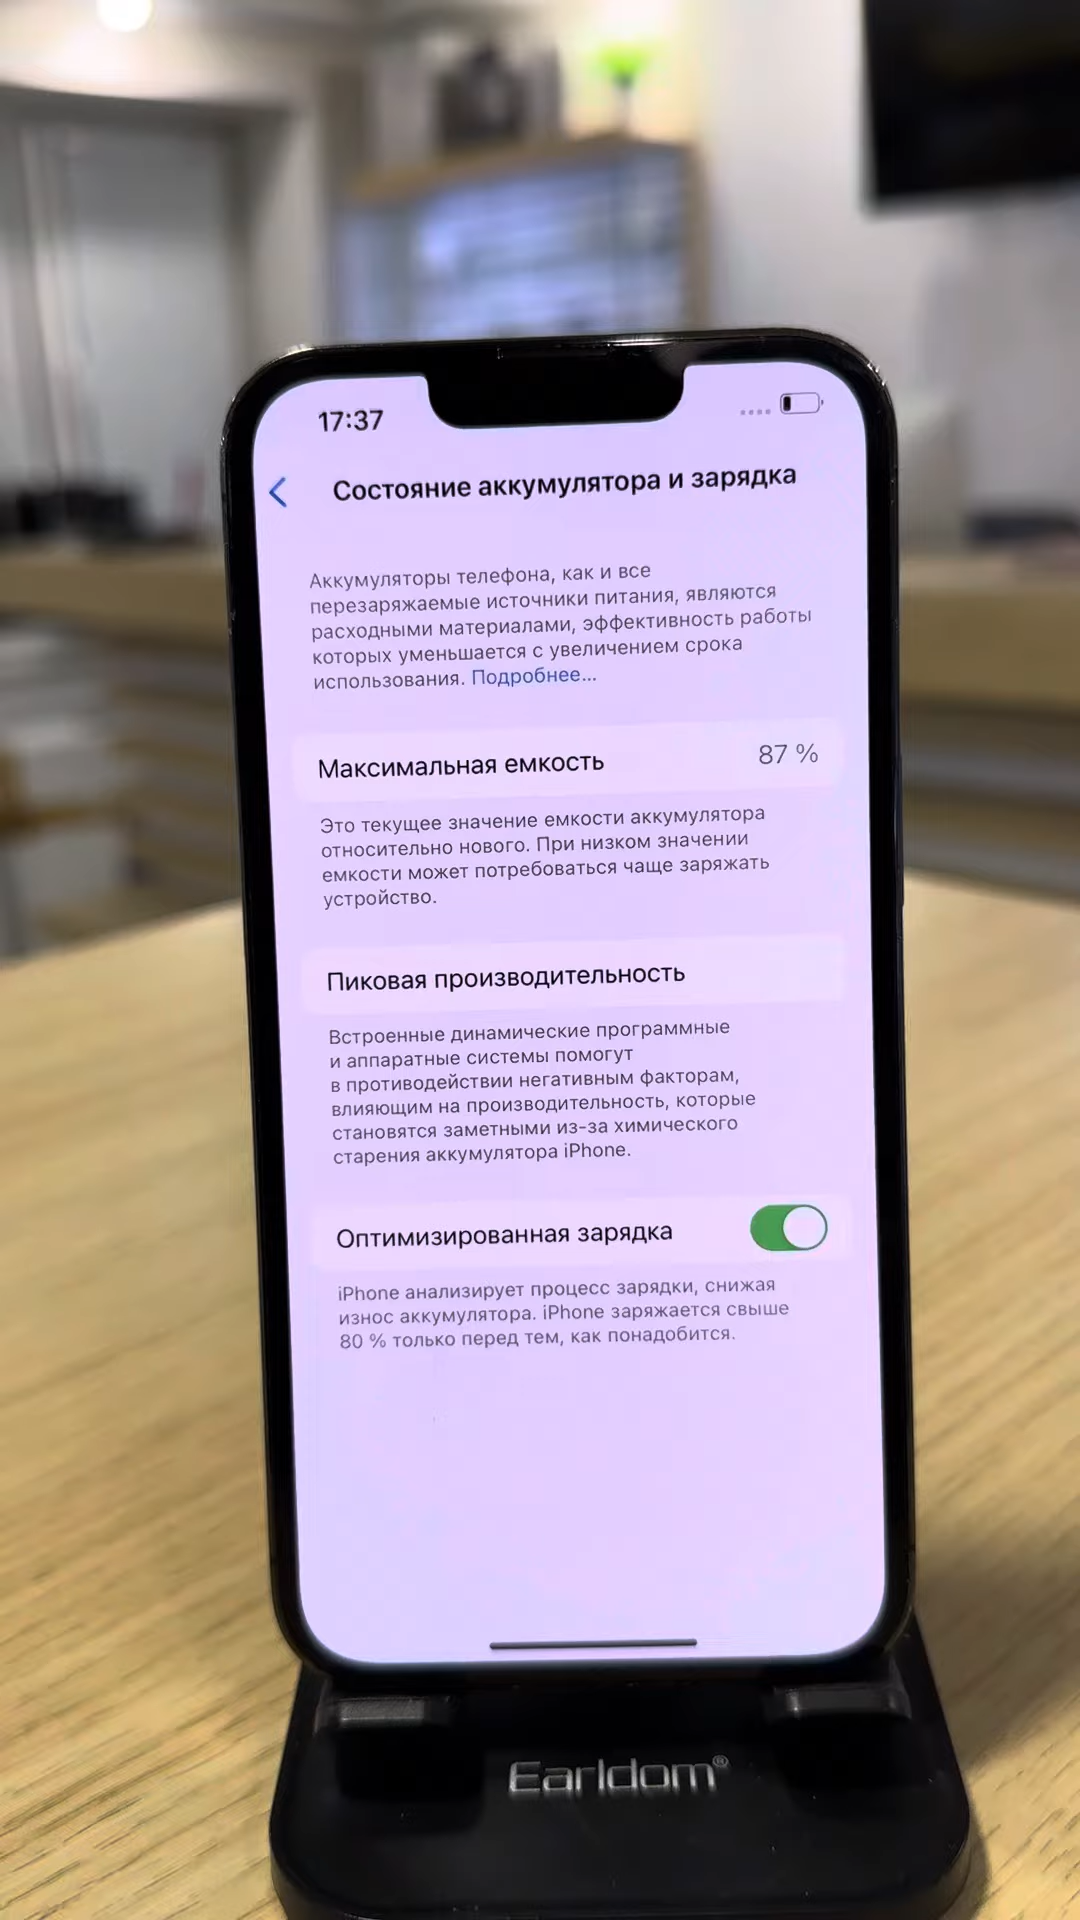 17:37
Состояние аккумулятора и зарядка
Аккумуляторы телефона, как и все
перезаряжаемые источники питания, являются
расходными материалами, эффективность работы
которых уменьшается с увеличением срока
использования. Подробнее...
Максимальная емкость 87 %
Это текущее значение емкости аккумулятора
относительно нового. При низком значении
емкости может потребоваться чаще заряжать
устройство.
Пиковая производительность
Встроенные динамические программные
и аппаратные системы помогут
в противодействии негативным факторам,
влияющим на производительность, которые
становятся заметными из-за химического
старения аккумулятора iPhone.
Оптимизированная зарядка
iPhone анализирует процесс зарядки, снижая
износ аккумулятора. iPhone заряжается свыше
80 % только перед тем, как понадобится.
Earldom®